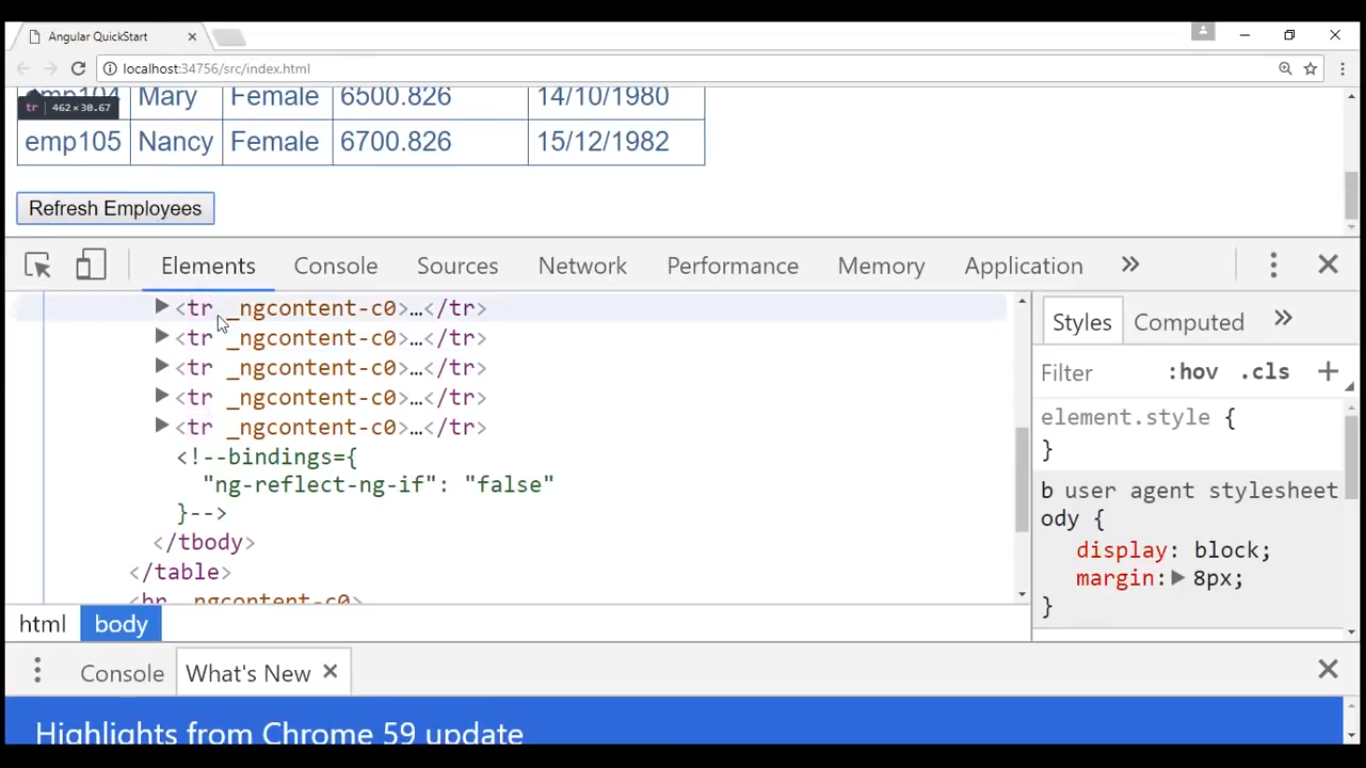 Angular QuickStart
localhost:34756/src/index.html
emp104 Mary Female 6500.826 14/10/1980
tr 462×30.67
emp105 Nancy Female 6700.826 15/12/1982
Refresh Employees
Elements Console Sources Network Performance Memory Application
<tr _ngcontent-c0>…</tr>
<tr _ngcontent-c0>…</tr>
<tr _ngcontent-c0>…</tr>
<tr _ngcontent-c0>…</tr>
<tr _ngcontent-c0>…</tr>
<!--bindings={
"ng-reflect-ng-if": "false"
}-->
</tbody>
</table>
<br _ngcontent-c0>
Styles Computed
Filter :hov .cls
element.style {
}
b user agent stylesheet
ody {
display: block;
margin: 8px;
}
html body
Console What's New
Highlights from Chrome 59 update